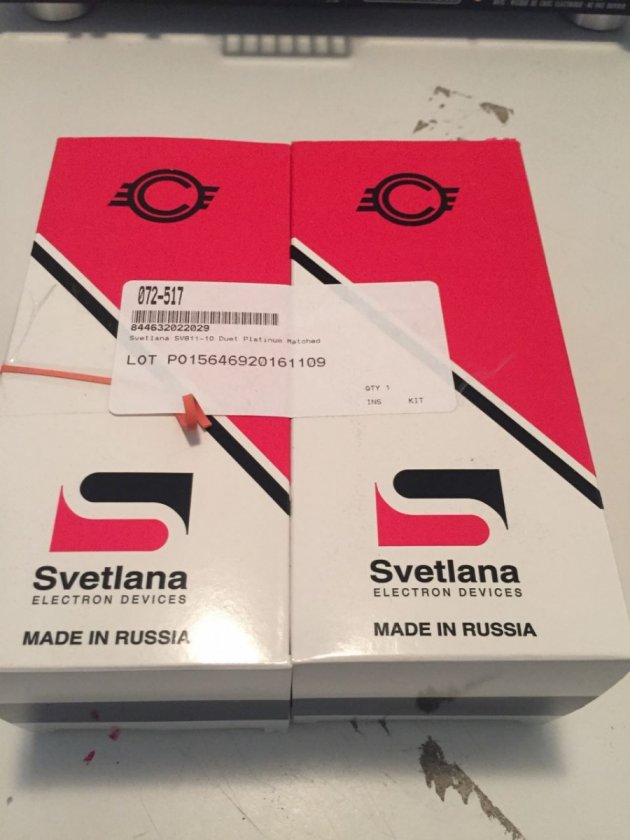 072-517
844632022029
Svetlana SV811-10 Duet Platinum Matched
LOT PO15646920161109
QTY 1
INS KIT
Svetlana
ELECTRON DEVICES
MADE IN RUSSIA
Svetlana
ELECTRON DEVICES
MADE IN RUSSIA